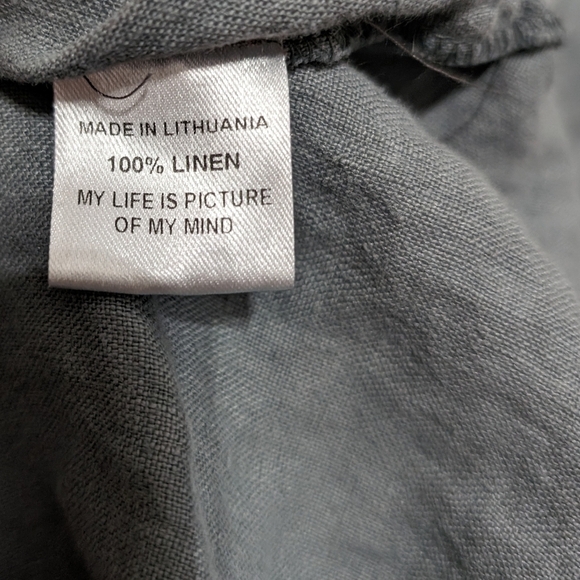 MADE IN LITHUANIA
100% LINEN
MY LIFE IS PICTURE
OF MY MIND